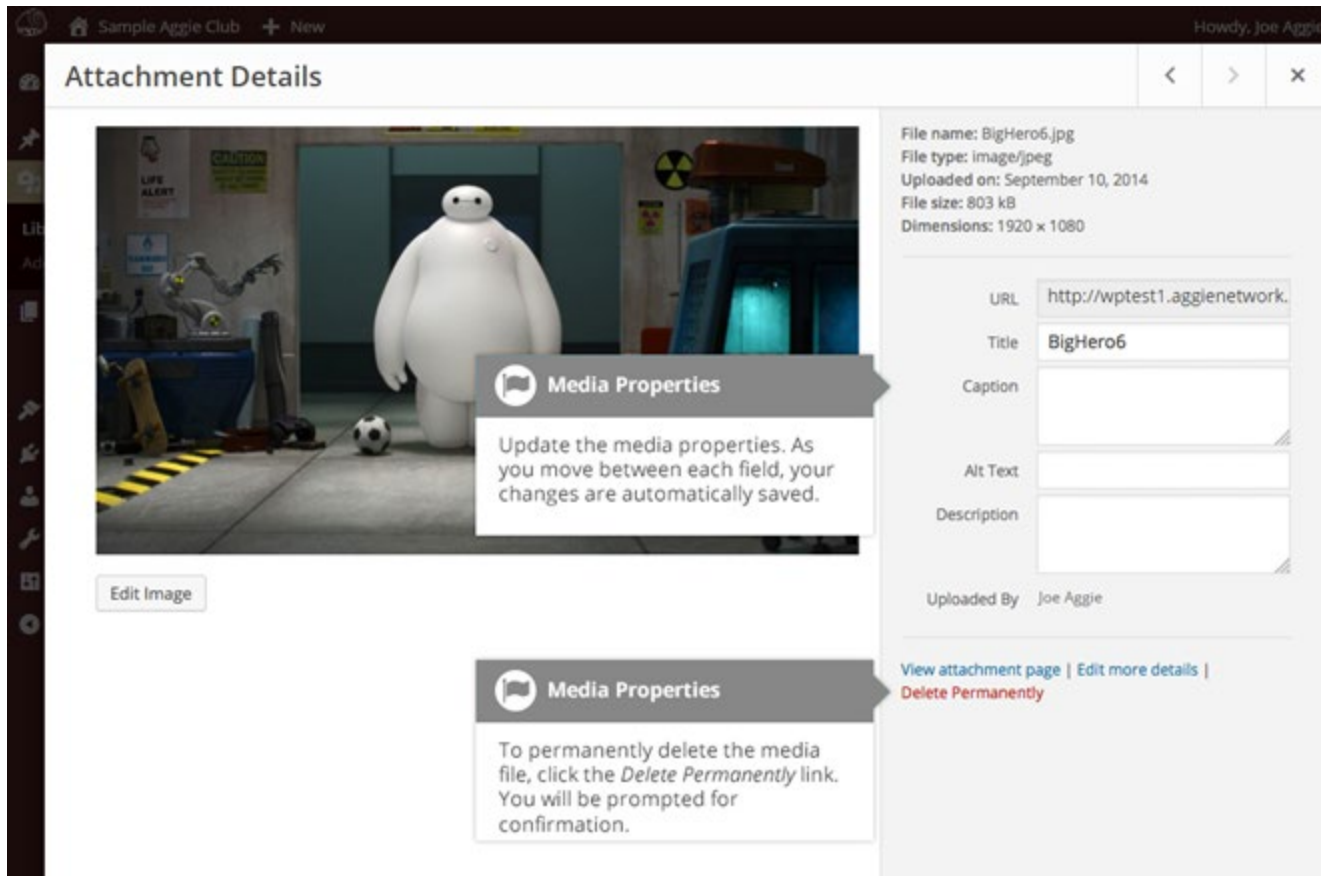 Sample Aggie Club + New
Howdy, Joe Aggie
Attachment Details
CAUTION
LIFE
ALERT
File name: BigHero6.jpg
File type: image/jpeg
Uploaded on: September 10, 2014
File size: 803 kB
Dimensions: 1920 × 1080
Lib
Ad
URL http://wptest1.aggienetwork.
Title BigHero6
Caption
Media Properties
Update the media properties. As
you move between each field, your
changes are automatically saved.
Alt Text
Description
Edit Image
Uploaded By Joe Aggie
View attachment page | Edit more details |
Delete Permanently
Media Properties
To permanently delete the media
file, click the Delete Permanently link.
You will be prompted for
confirmation.